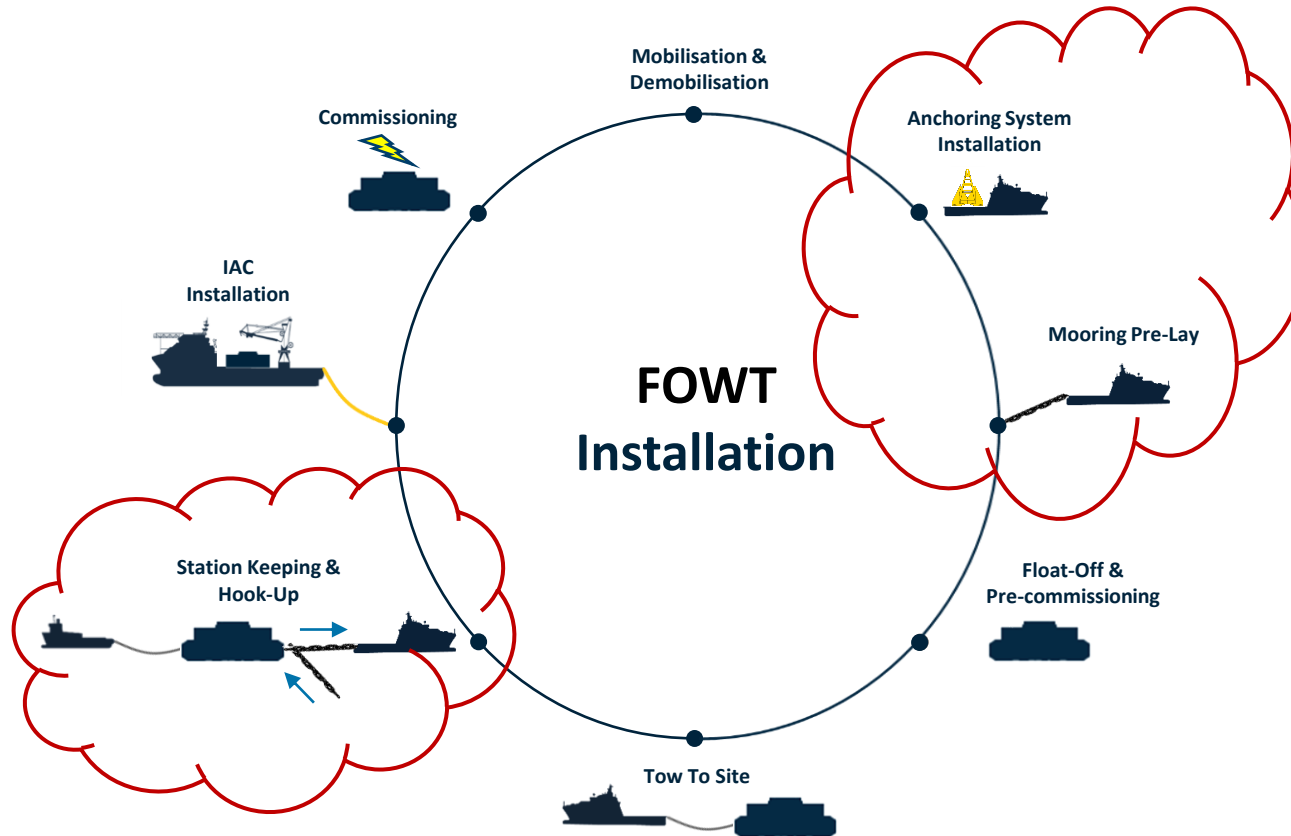 Mobilisation &
Demobilisation
Anchoring System
Installation
Mooring Pre-Lay
Float-Off &
Pre-commissioning
Tow To Site
Station Keeping &
Hook-Up
IAC
Installation
Commissioning
FOWT
Installation